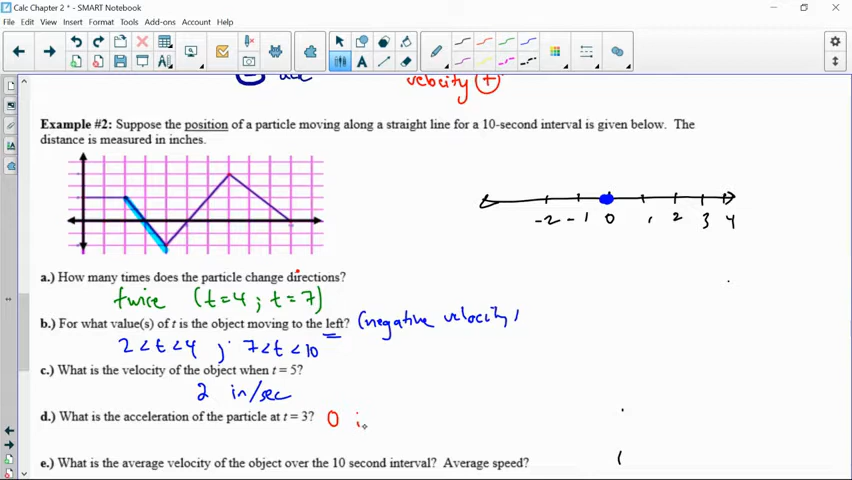 Calc Chapter 2 * - SMART Notebook
File Edit View Insert Format Tools Add-ons Account Help
velocity (+)
Example #2: Suppose the position of a particle moving along a straight line for a 10-second interval is given below. The
distance is measured in inches.
-2 -1 0 1 2 3 4
a.) How many times does the particle change directions?
twice (t=4 ; t=7)
b.) For what value(s) of t is the object moving to the left? (negative velocity)
2<t<4 ; 7<t<10
c.) What is the velocity of the object when t = 5?
2 in/sec
d.) What is the acceleration of the particle at t = 3? 0 i
e.) What is the average velocity of the object over the 10 second interval? Average speed?